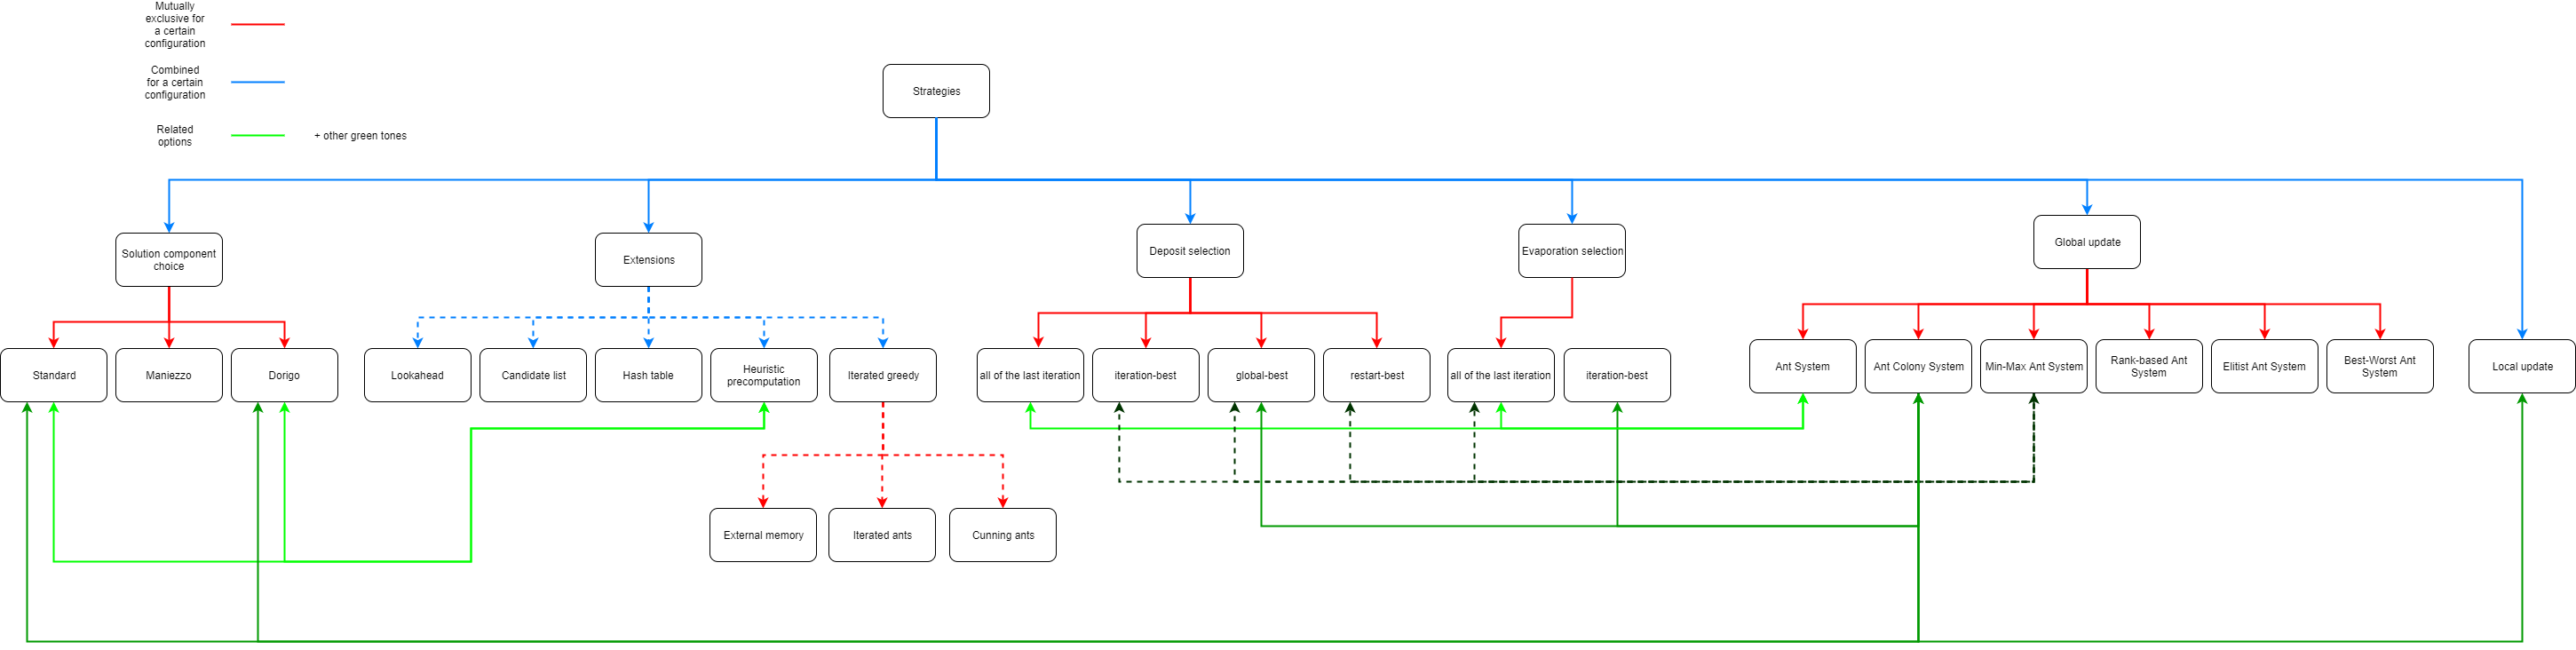 Mutually
exclusive for
a certain
configuration
Combined
for a certain
configuration
Related
options
+ other green tones
Strategies
Solution component
choice
Extensions
Deposit selection
Evaporation selection
Global update
Standard
Maniezzo
Dorigo
Lookahead
Candidate list
Hash table
Heuristic
precomputation
Iterated greedy
all of the last iteration
iteration-best
global-best
restart-best
all of the last iteration
iteration-best
Ant System
Ant Colony System
Min-Max Ant System
Rank-based Ant
System
Elitist Ant System
Best-Worst Ant
System
Local update
External memory
Iterated ants
Cunning ants